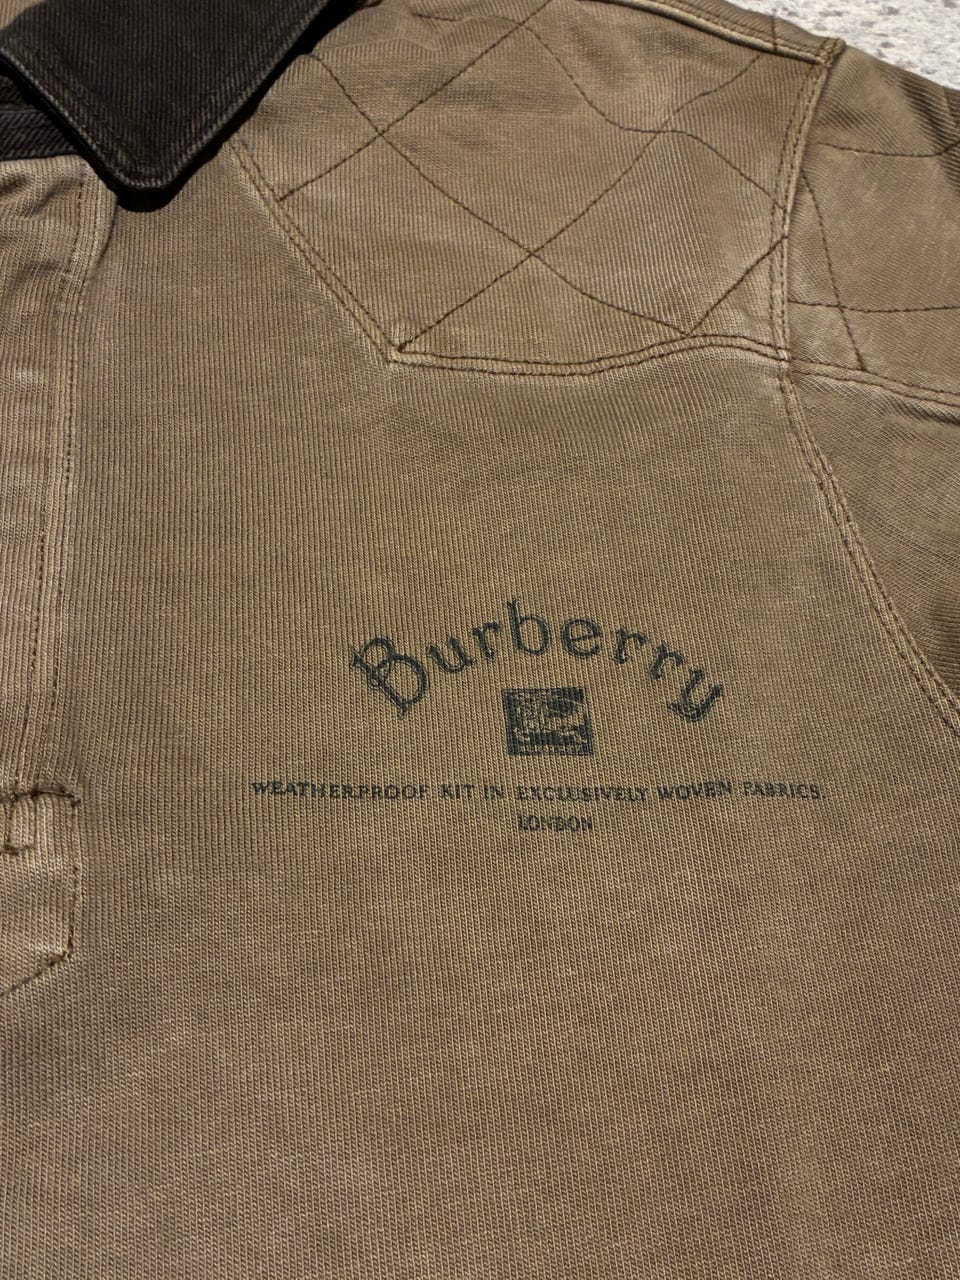 Burberry
WEATHERPROOF KIT IN EXCLUSIVELY WOVEN FABRICS
LONDON